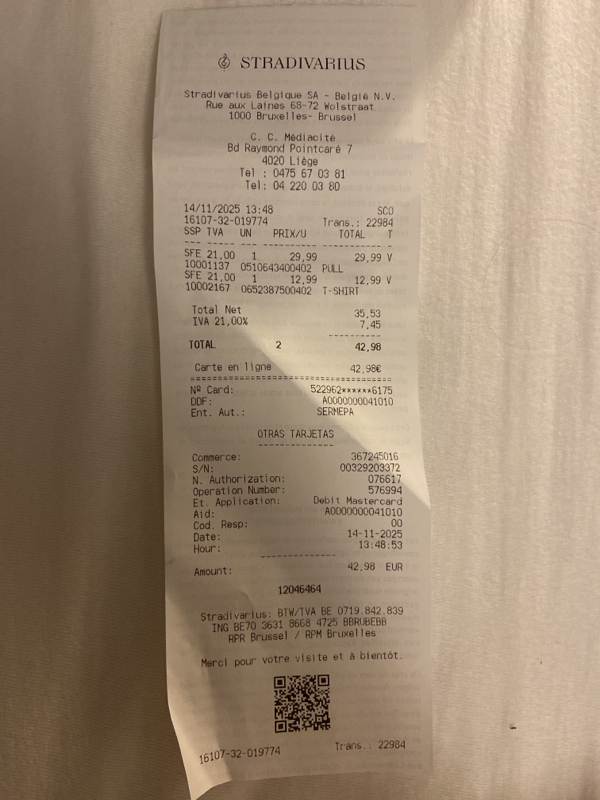 STRADIVARIUS
Stradivarius Belgique SA - België N.V.
Rue aux Laines 68-72 Wolstraat
1000 Bruxelles- Brussel
C. C. Médiacité
Bd Raymond Pointcaré 7
4020 Liège
Tel : 0475 67 03 81
Tel: 04 220 03 80
14/11/2025 13:48 SCO
16107-32-019774 Trans.: 22984
SSP TVA UN PRIX/U TOTAL T
SFE 21,00 1 29,99 29,99 V
10001137 0510643400402 PULL
SFE 21,00 1 12,99 12,99 V
10002167 0652387500402 T-SHIRT
Total Net 35,53
IVA 21,00% 7,45
TOTAL 2 42,98
Carte en ligne 42,98€
Nº Card: 522962******6175
DDF: A0000000041010
Ent. Aut.: SERMEPA
OTRAS TARJETAS
Commerce: 367245016
S/N: 00329203372
N. Authorization: 076617
Operation Number: 576994
Et. Application: Debit Mastercard
Aid: A0000000041010
Cod. Resp: 00
Date: 14-11-2025
Hour: 13:48:53
Amount: 42,98 EUR
12046464
Stradivarius: BTW/TVA BE 0719.842.839
ING BE70 3631 8668 4725 BBRUBEBB
RPR Brussel / RPM Bruxelles
Merci pour votre visite et à bientôt.
16107-32-019774 Trans.: 22984